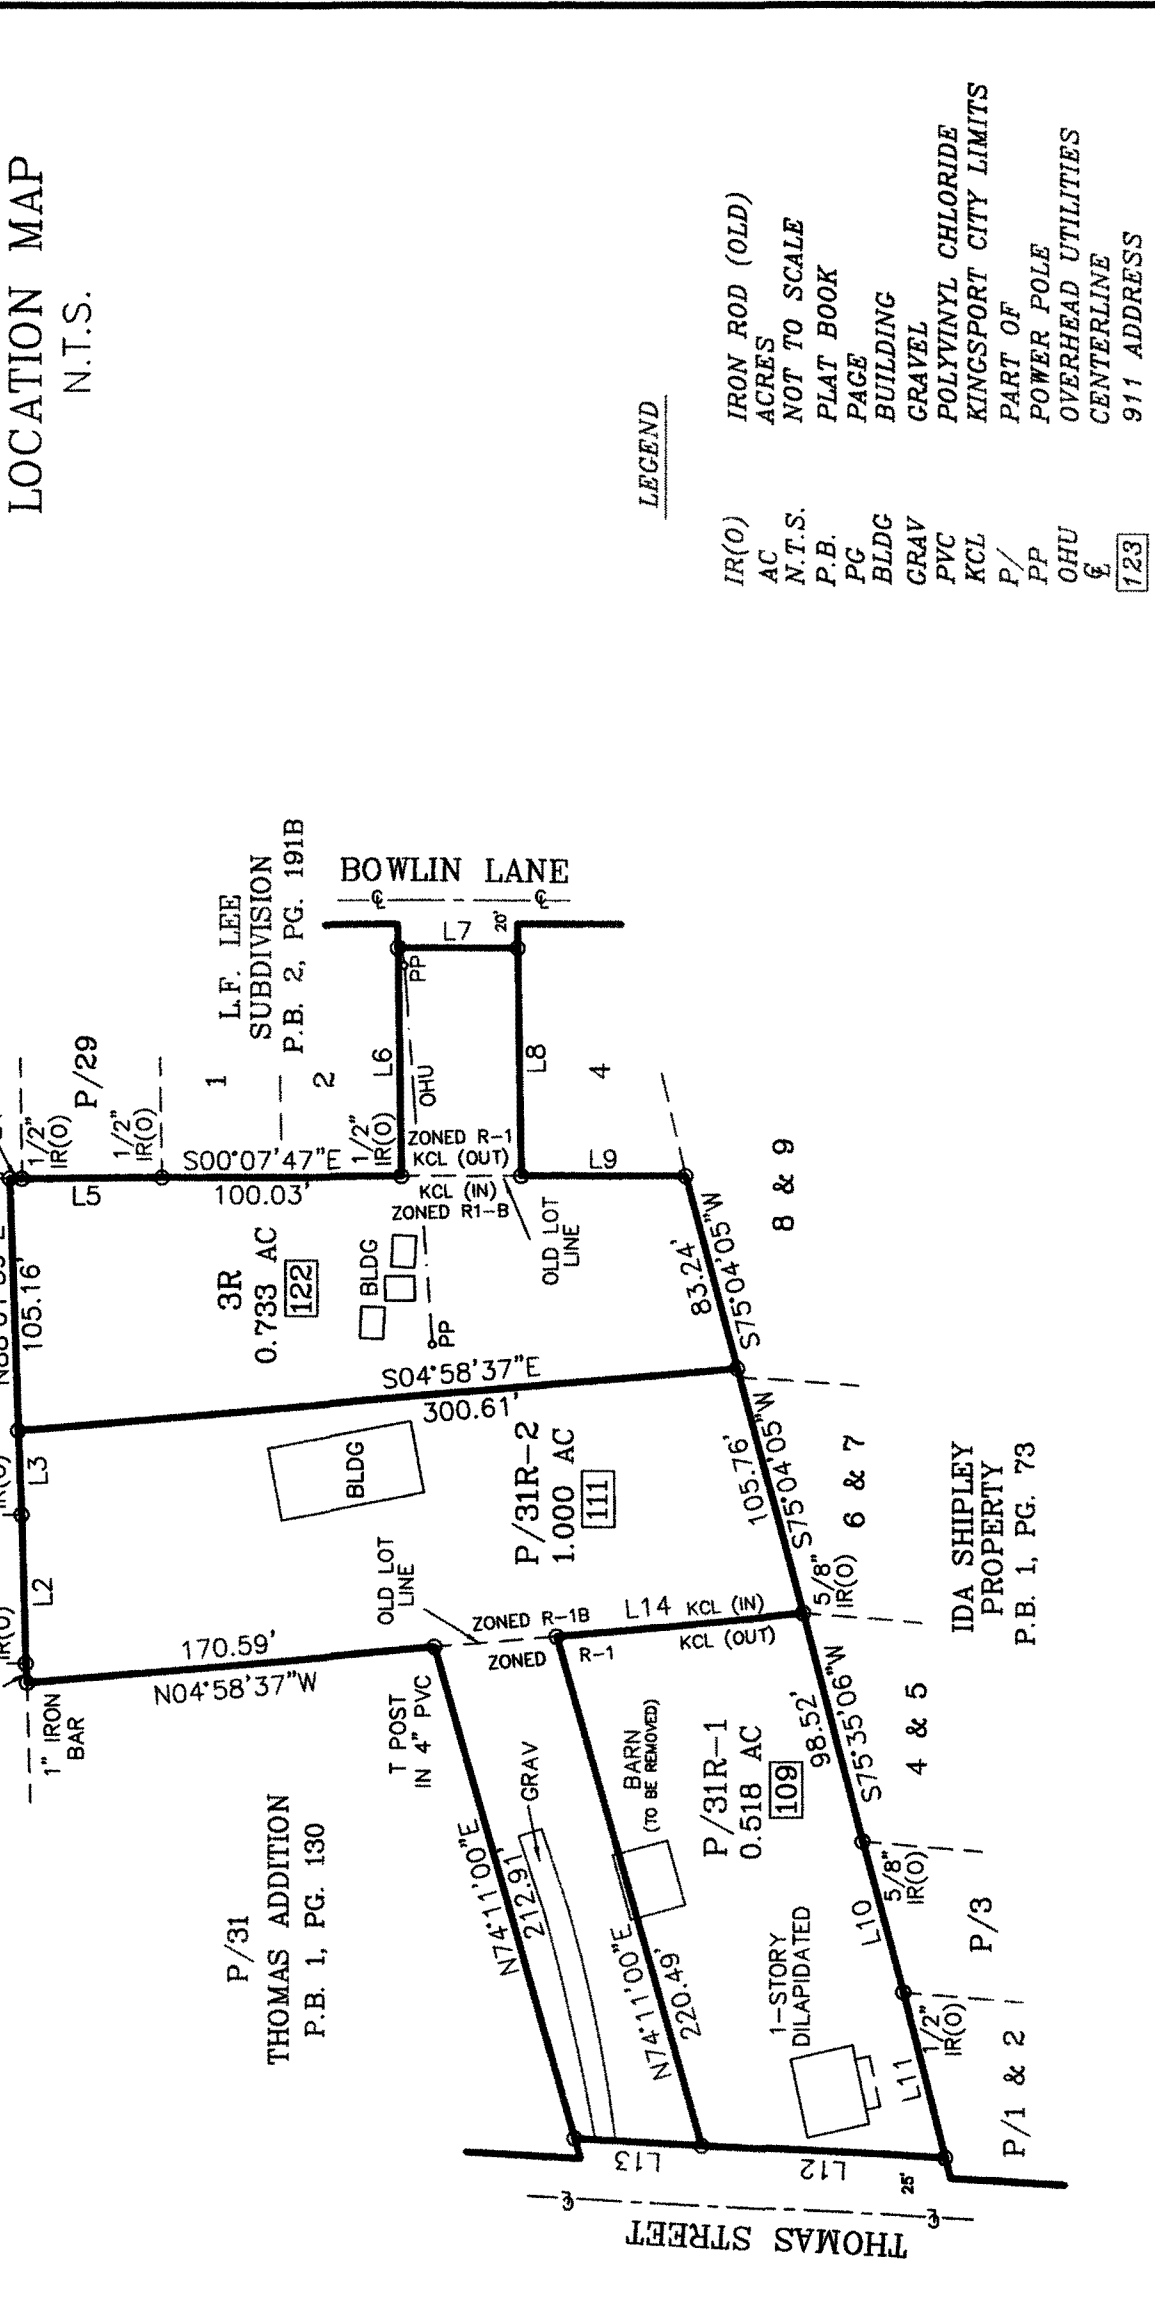 LOCATION MAP
N.T.S.
LEGEND
IR(O) IRON ROD (OLD)
AC ACRES
N.T.S. NOT TO SCALE
P.B. PLAT BOOK
PG PAGE
BLDG BUILDING
GRAV GRAVEL
PVC POLYVINYL CHLORIDE
KCL KINGSPORT CITY LIMITS
P/ PART OF
PP POWER POLE
OHU OVERHEAD UTILITIES
℄ CENTERLINE
123 911 ADDRESS
L.F. LEE
SUBDIVISION
P.B. 2, PG. 191B
BOWLIN LANE
℄
℄
L7
20'
PP
L6
OHU
L8
4
P/29
1
2
1/2"
IR(O)
1/2"
IR(O)
1/2"
IR(O)
L5
S00°07'47"E
100.03'
ZONED R-1
KCL (OUT)
KCL (IN)
ZONED R1-B
L9
OLD LOT
LINE
105.16'
3R
0.733 AC
122
BLDG
PP
83.24'
S75°04'05"W
8 & 9
S04°58'37"E
300.61'
L3
IR(O)
L2
IR(O)
BLDG
P/31R-2
1.000 AC
111
105.76'
S75°04'05"W
6 & 7
OLD LOT
LINE
ZONED R-1B
ZONED R-1
L14
KCL (IN)
KCL (OUT)
5/8"
IR(O)
IDA SHIPLEY
PROPERTY
P.B. 1, PG. 73
170.59'
N04°58'37"W
1" IRON
BAR
T POST
IN 4" PVC
GRAV
BARN
(TO BE REMOVED)
P/31R-1
0.518 AC
109
98.52'
S75°35'06"W
4 & 5
P/31
THOMAS ADDITION
P.B. 1, PG. 130
N74°11'00"E
212.91'
N74°11'00"E
220.49'
1-STORY
DILAPIDATED
L10
5/8"
IR(O)
P/3
L11
1/2"
IR(O)
P/1 & 2
L13
L12
25'
℄
℄
THOMAS STREET